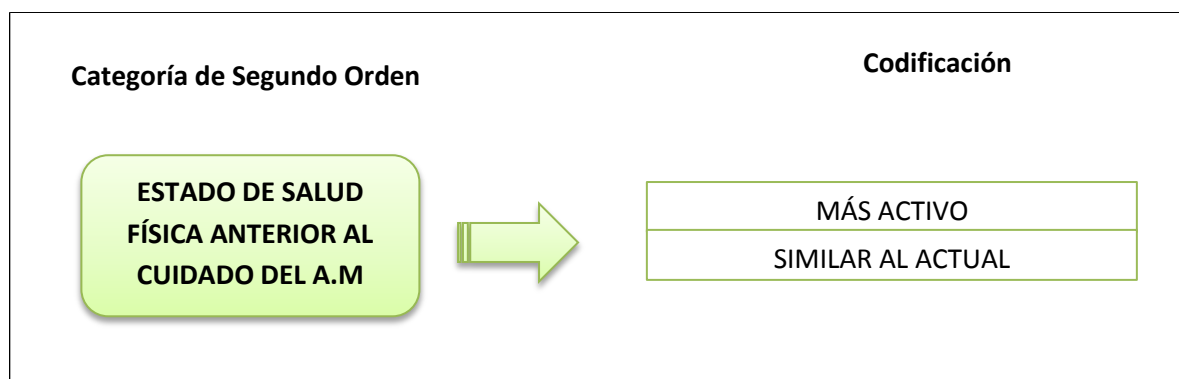 Categoría de Segundo Orden
Codificación
ESTADO DE SALUD
FÍSICA ANTERIOR AL
CUIDADO DEL A.M
MÁS ACTIVO
SIMILAR AL ACTUAL